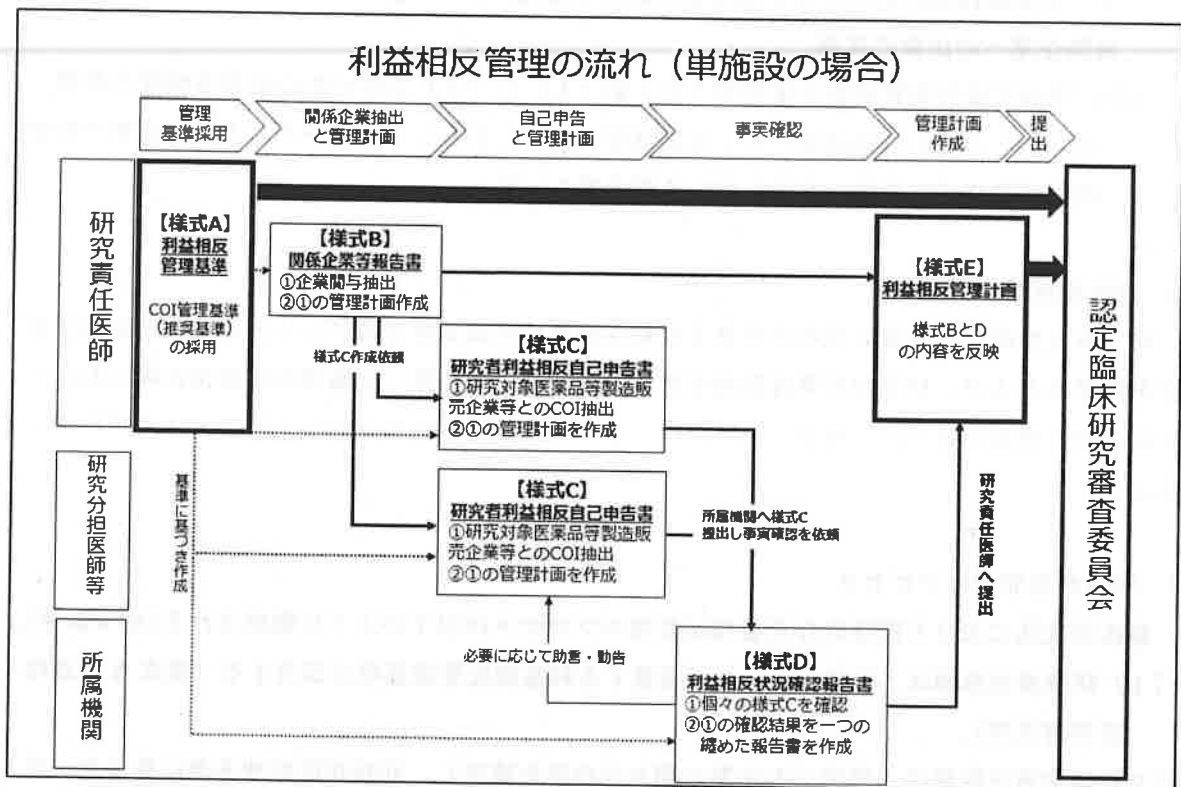 利益相反管理の流れ（単施設の場合）
管理
基準採用
関係企業抽出
と管理計画
自己申告
と管理計画
事実確認
管理計画
作成
提出
研究責任医師
【様式A】
利益相反
管理基準
COI管理基準
（推奨基準）
の採用
【様式B】
関係企業等報告書
①企業関与抽出
②①の管理計画作成
様式C作成依頼
【様式C】
研究者利益相反自己申告書
①研究対象医薬品等製造販
売企業等とのCOI抽出
②①の管理計画を作成
【様式E】
利益相反管理計画
様式BとD
の内容を反映
認定臨床研究審査委員会
研究分担医師等
基準に基づき作成
【様式C】
研究者利益相反自己申告書
①研究対象医薬品等製造販
売企業等とのCOI抽出
②①の管理計画を作成
所属機関へ様式C
提出し事実確認を依頼
研究責任医師へ提出
所属機関
必要に応じて助言・勧告
【様式D】
利益相反状況確認報告書
①個々の様式Cを確認
②①の確認結果を一つの
纏めた報告書を作成